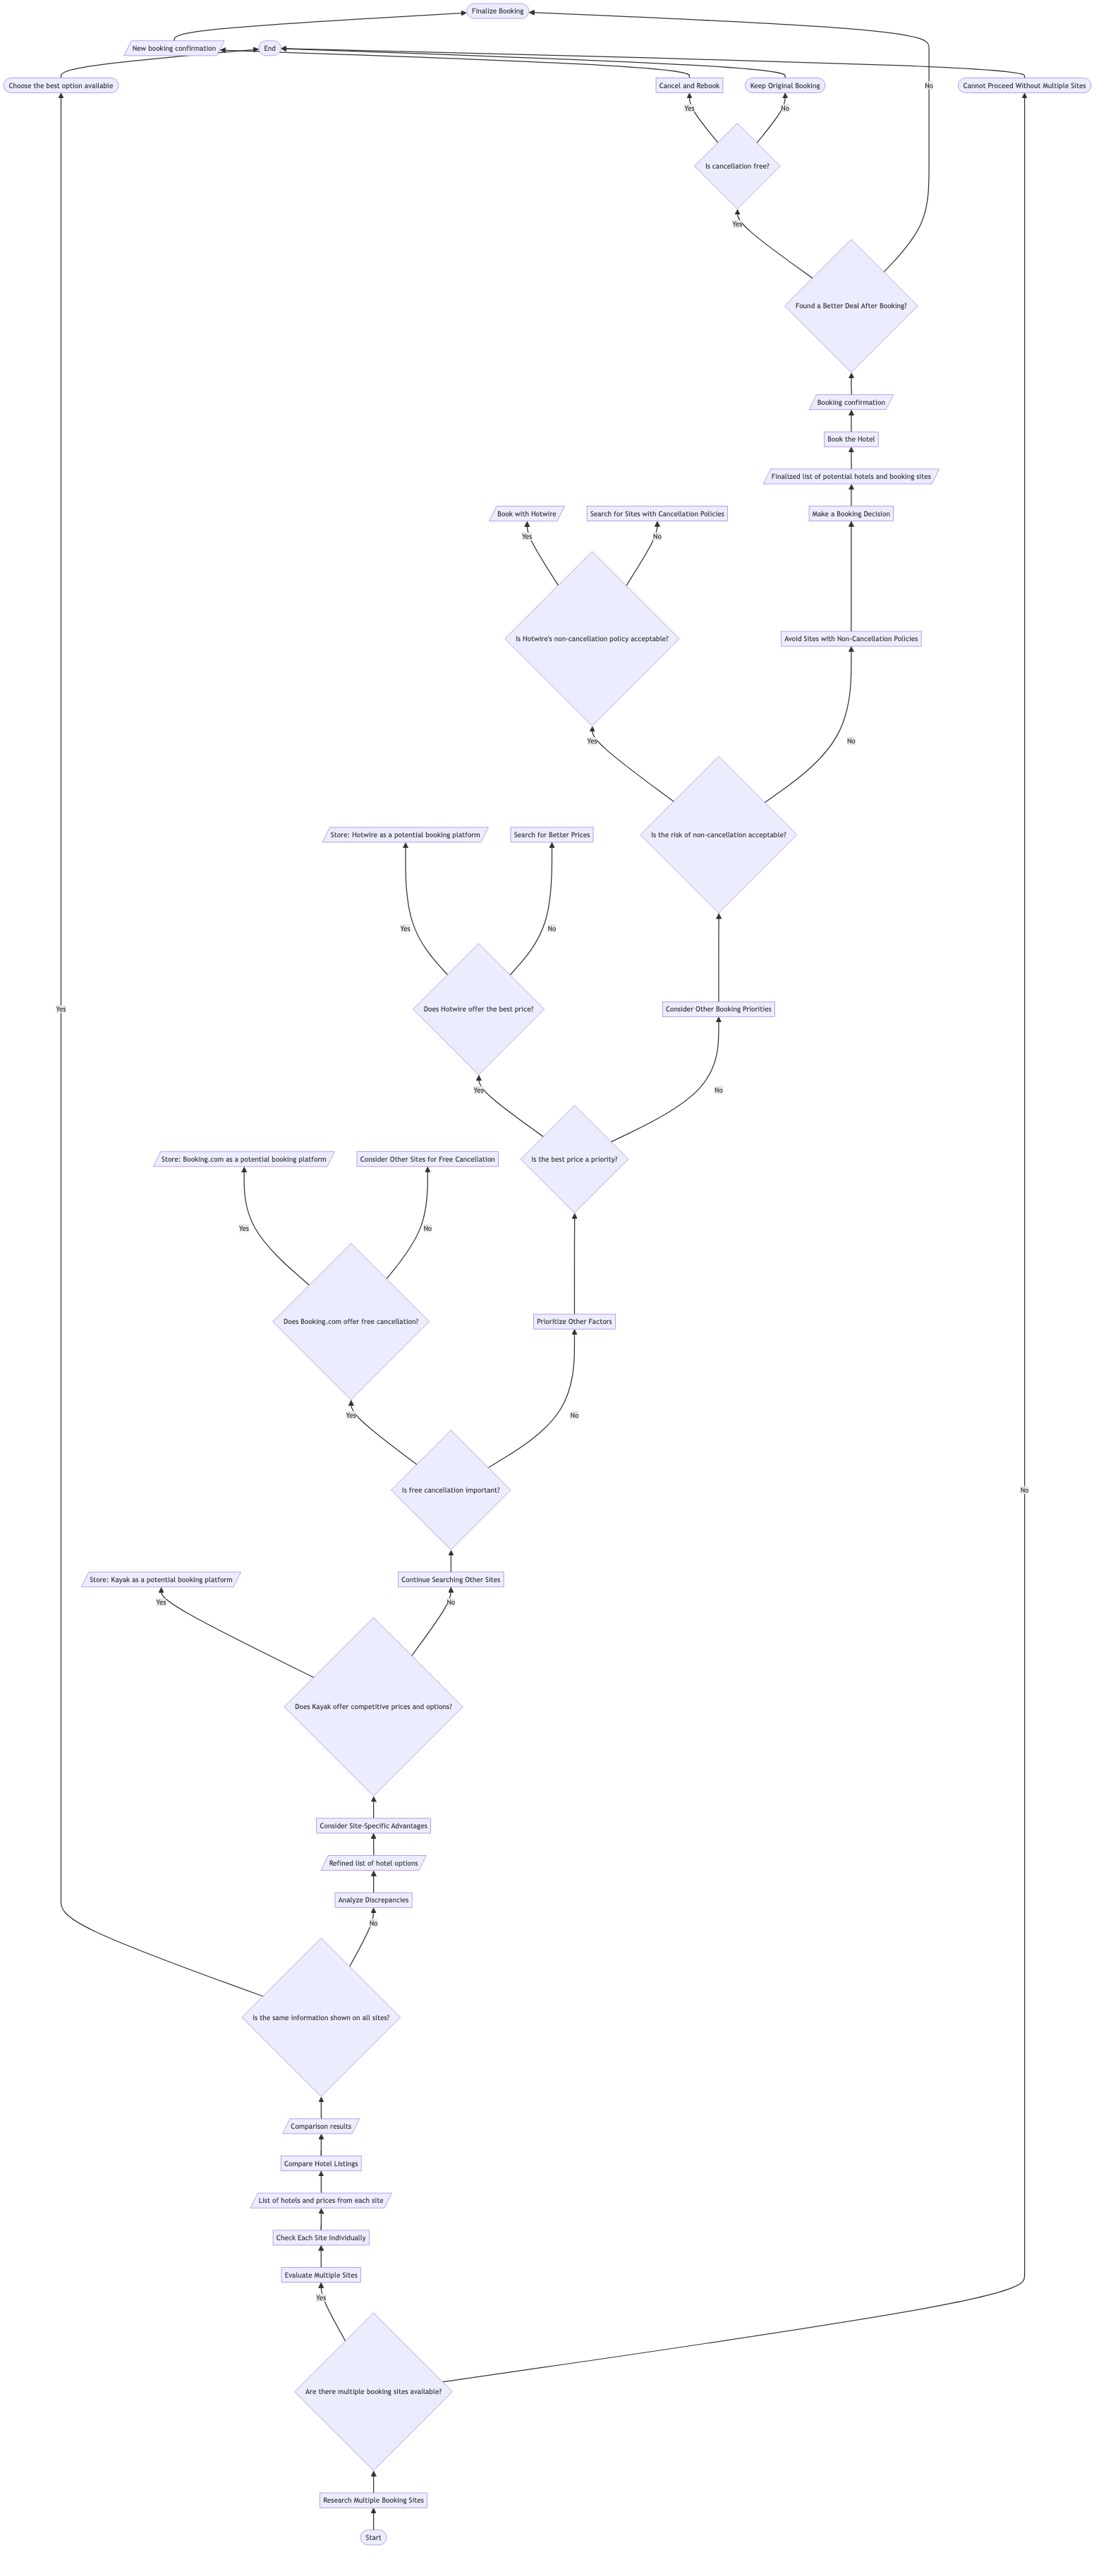 Finalize Booking
New booking confirmation
End
Choose the best option available
Cancel and Rebook
Keep Original Booking
Cannot Proceed Without Multiple Sites
No
Yes
No
Is cancellation free?
Yes
Found a Better Deal After Booking?
Booking confirmation
Book the Hotel
Finalized list of potential hotels and booking sites
Book with Hotwire
Search for Sites with Cancellation Policies
Make a Booking Decision
Yes
No
Is Hotwire's non-cancellation policy acceptable?
Avoid Sites with Non-Cancellation Policies
Yes
No
Is the risk of non-cancellation acceptable?
Store: Hotwire as a potential booking platform
Search for Better Prices
Yes
No
Yes
Does Hotwire offer the best price?
Consider Other Booking Priorities
Yes
No
Is the best price a priority?
Store: Booking.com as a potential booking platform
Consider Other Sites for Free Cancellation
Yes
No
Does Booking.com offer free cancellation?
Prioritize Other Factors
Yes
No
Is free cancellation important?
No
Store: Kayak as a potential booking platform
Continue Searching Other Sites
Yes
No
Does Kayak offer competitive prices and options?
Consider Site-Specific Advantages
Refined list of hotel options
Analyze Discrepancies
No
Is the same information shown on all sites?
Comparison results
Compare Hotel Listings
List of hotels and prices from each site
Check Each Site Individually
Evaluate Multiple Sites
Yes
Are there multiple booking sites available?
Research Multiple Booking Sites
Start